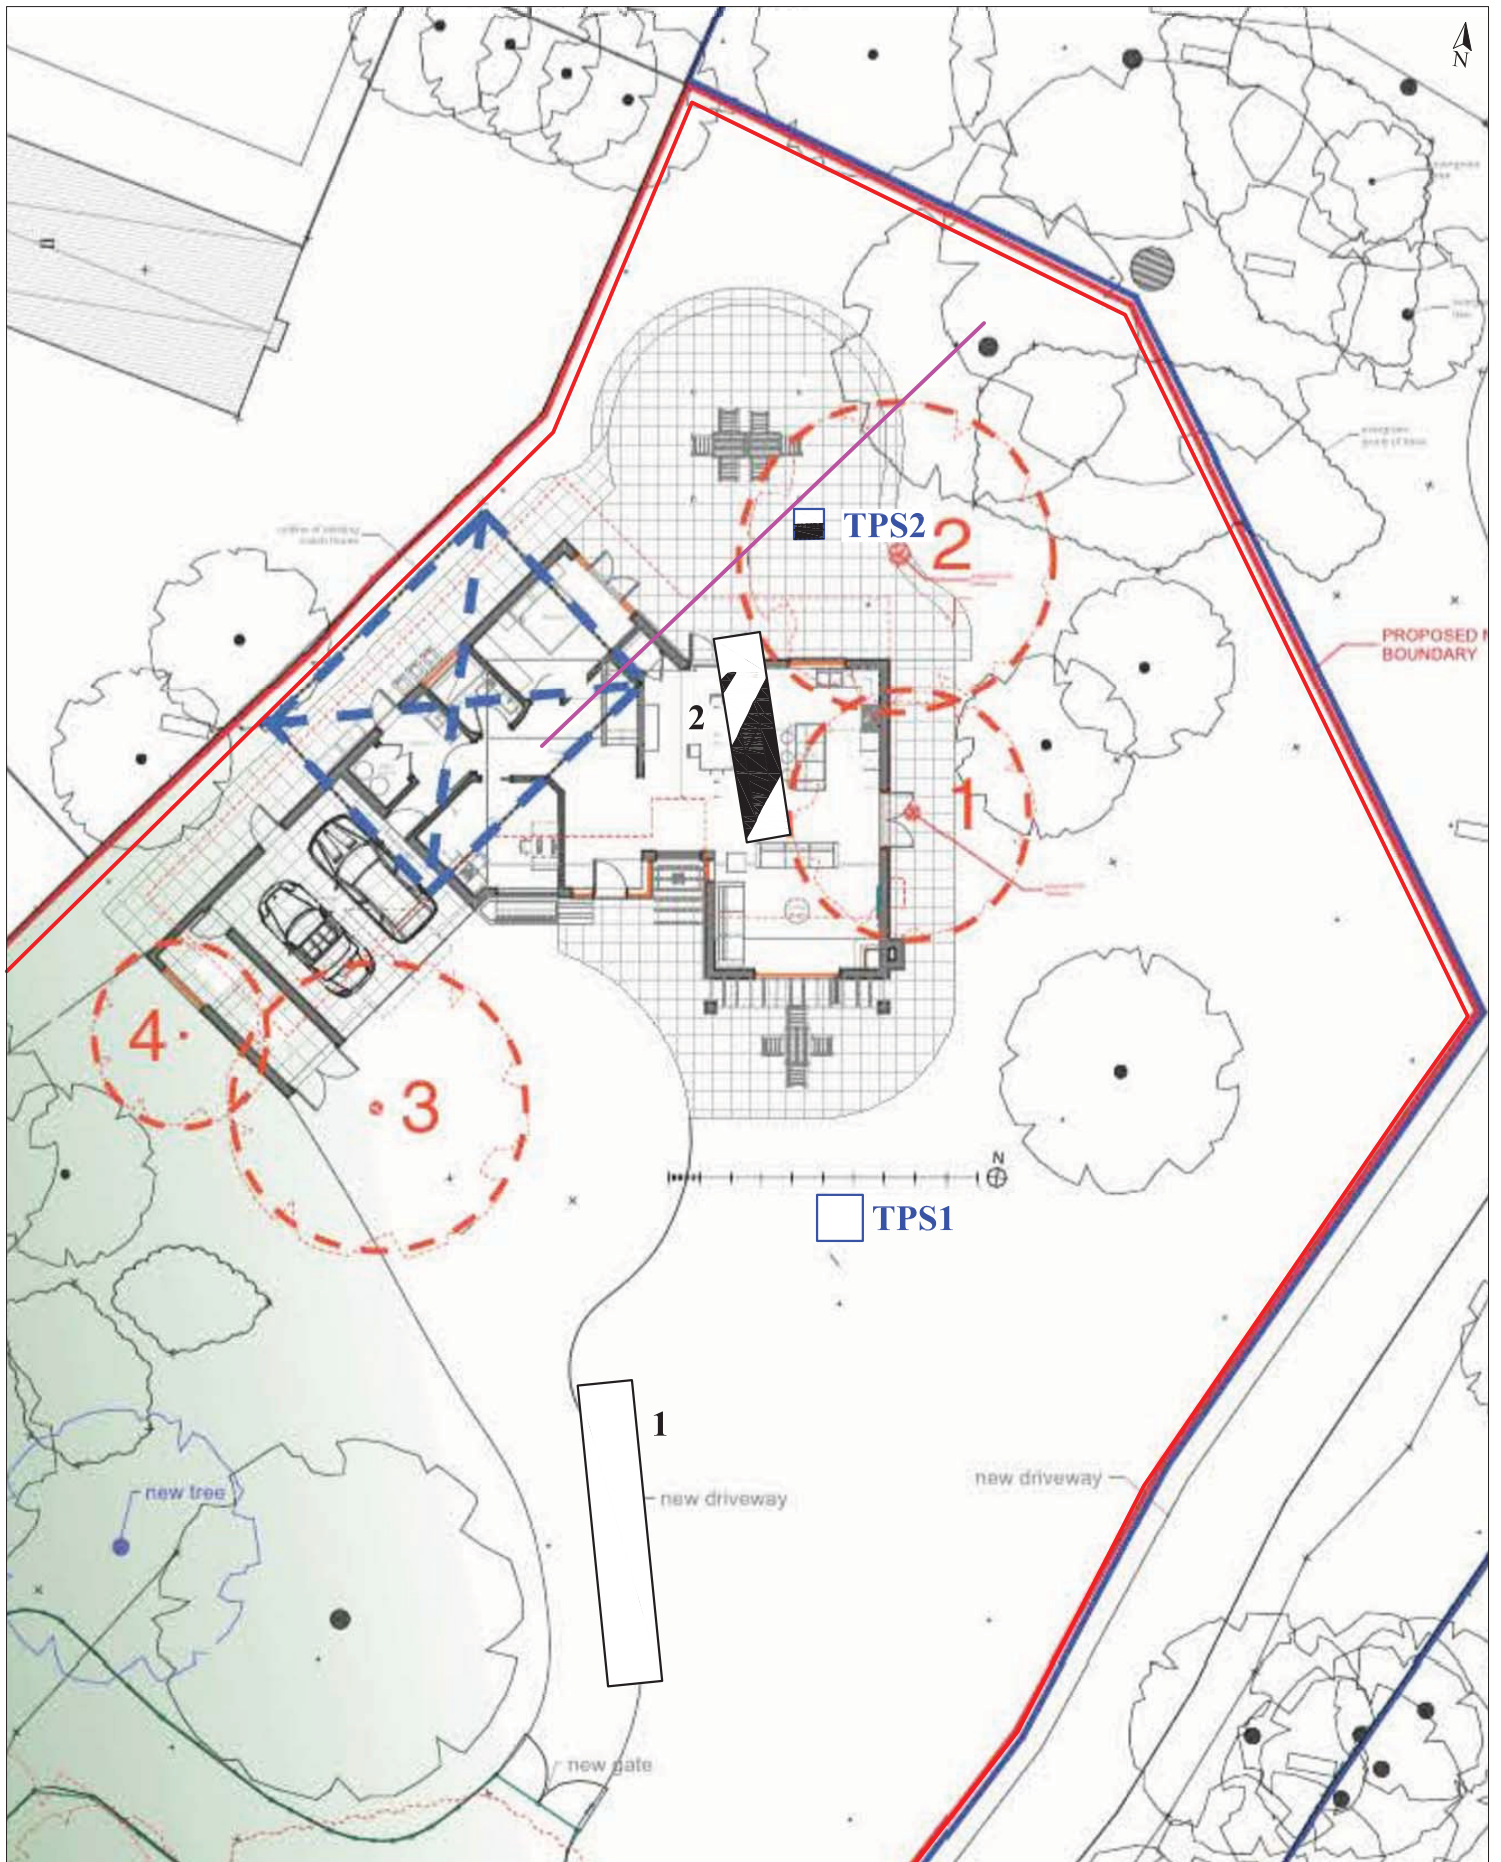 N
PROPOSED
BOUNDARY
TPS2
2
2
1
4
3
N
TPS1
1
new driveway
new driveway
new tree
new gate